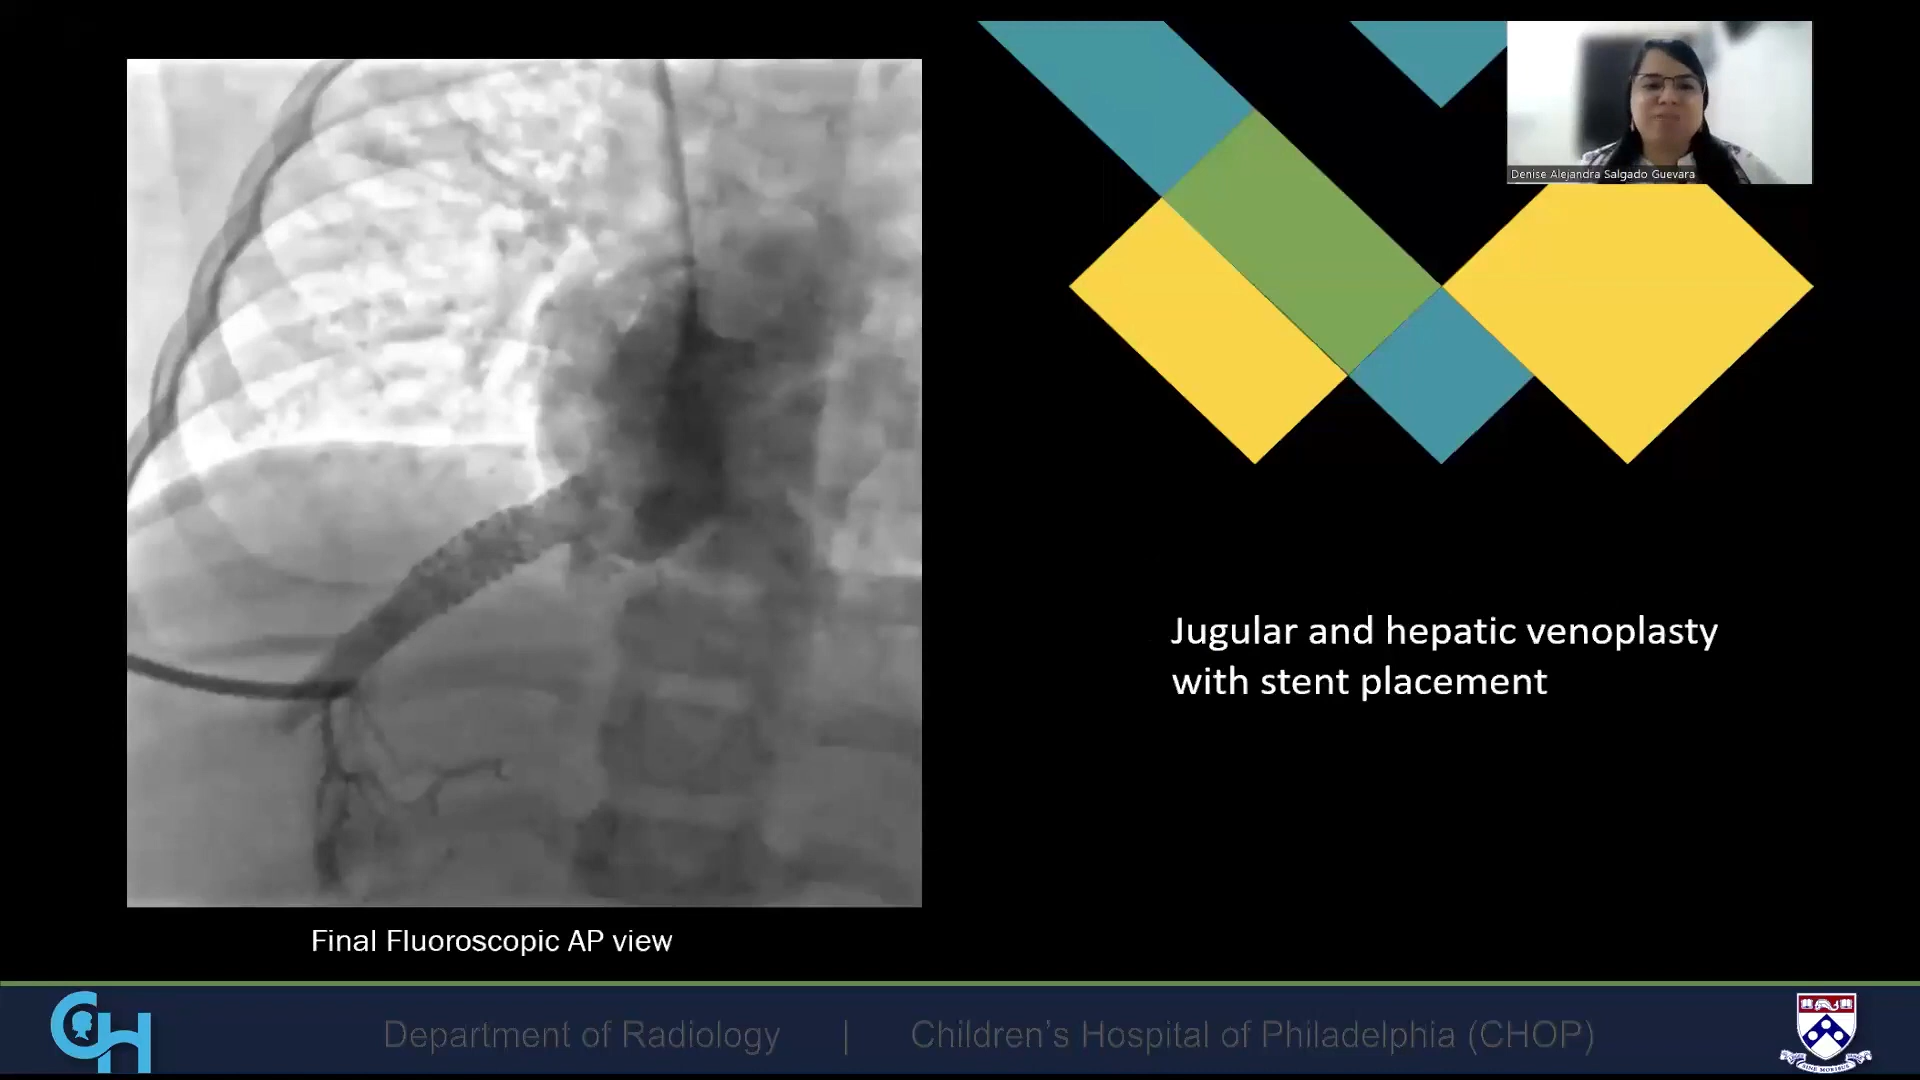 Denise Alejandra Salgado Guevara
Jugular and hepatic venoplasty
with stent placement
Final Fluoroscopic AP view
CH
Department of Radiology | Children's Hospital of Philadelphia (CHOP)